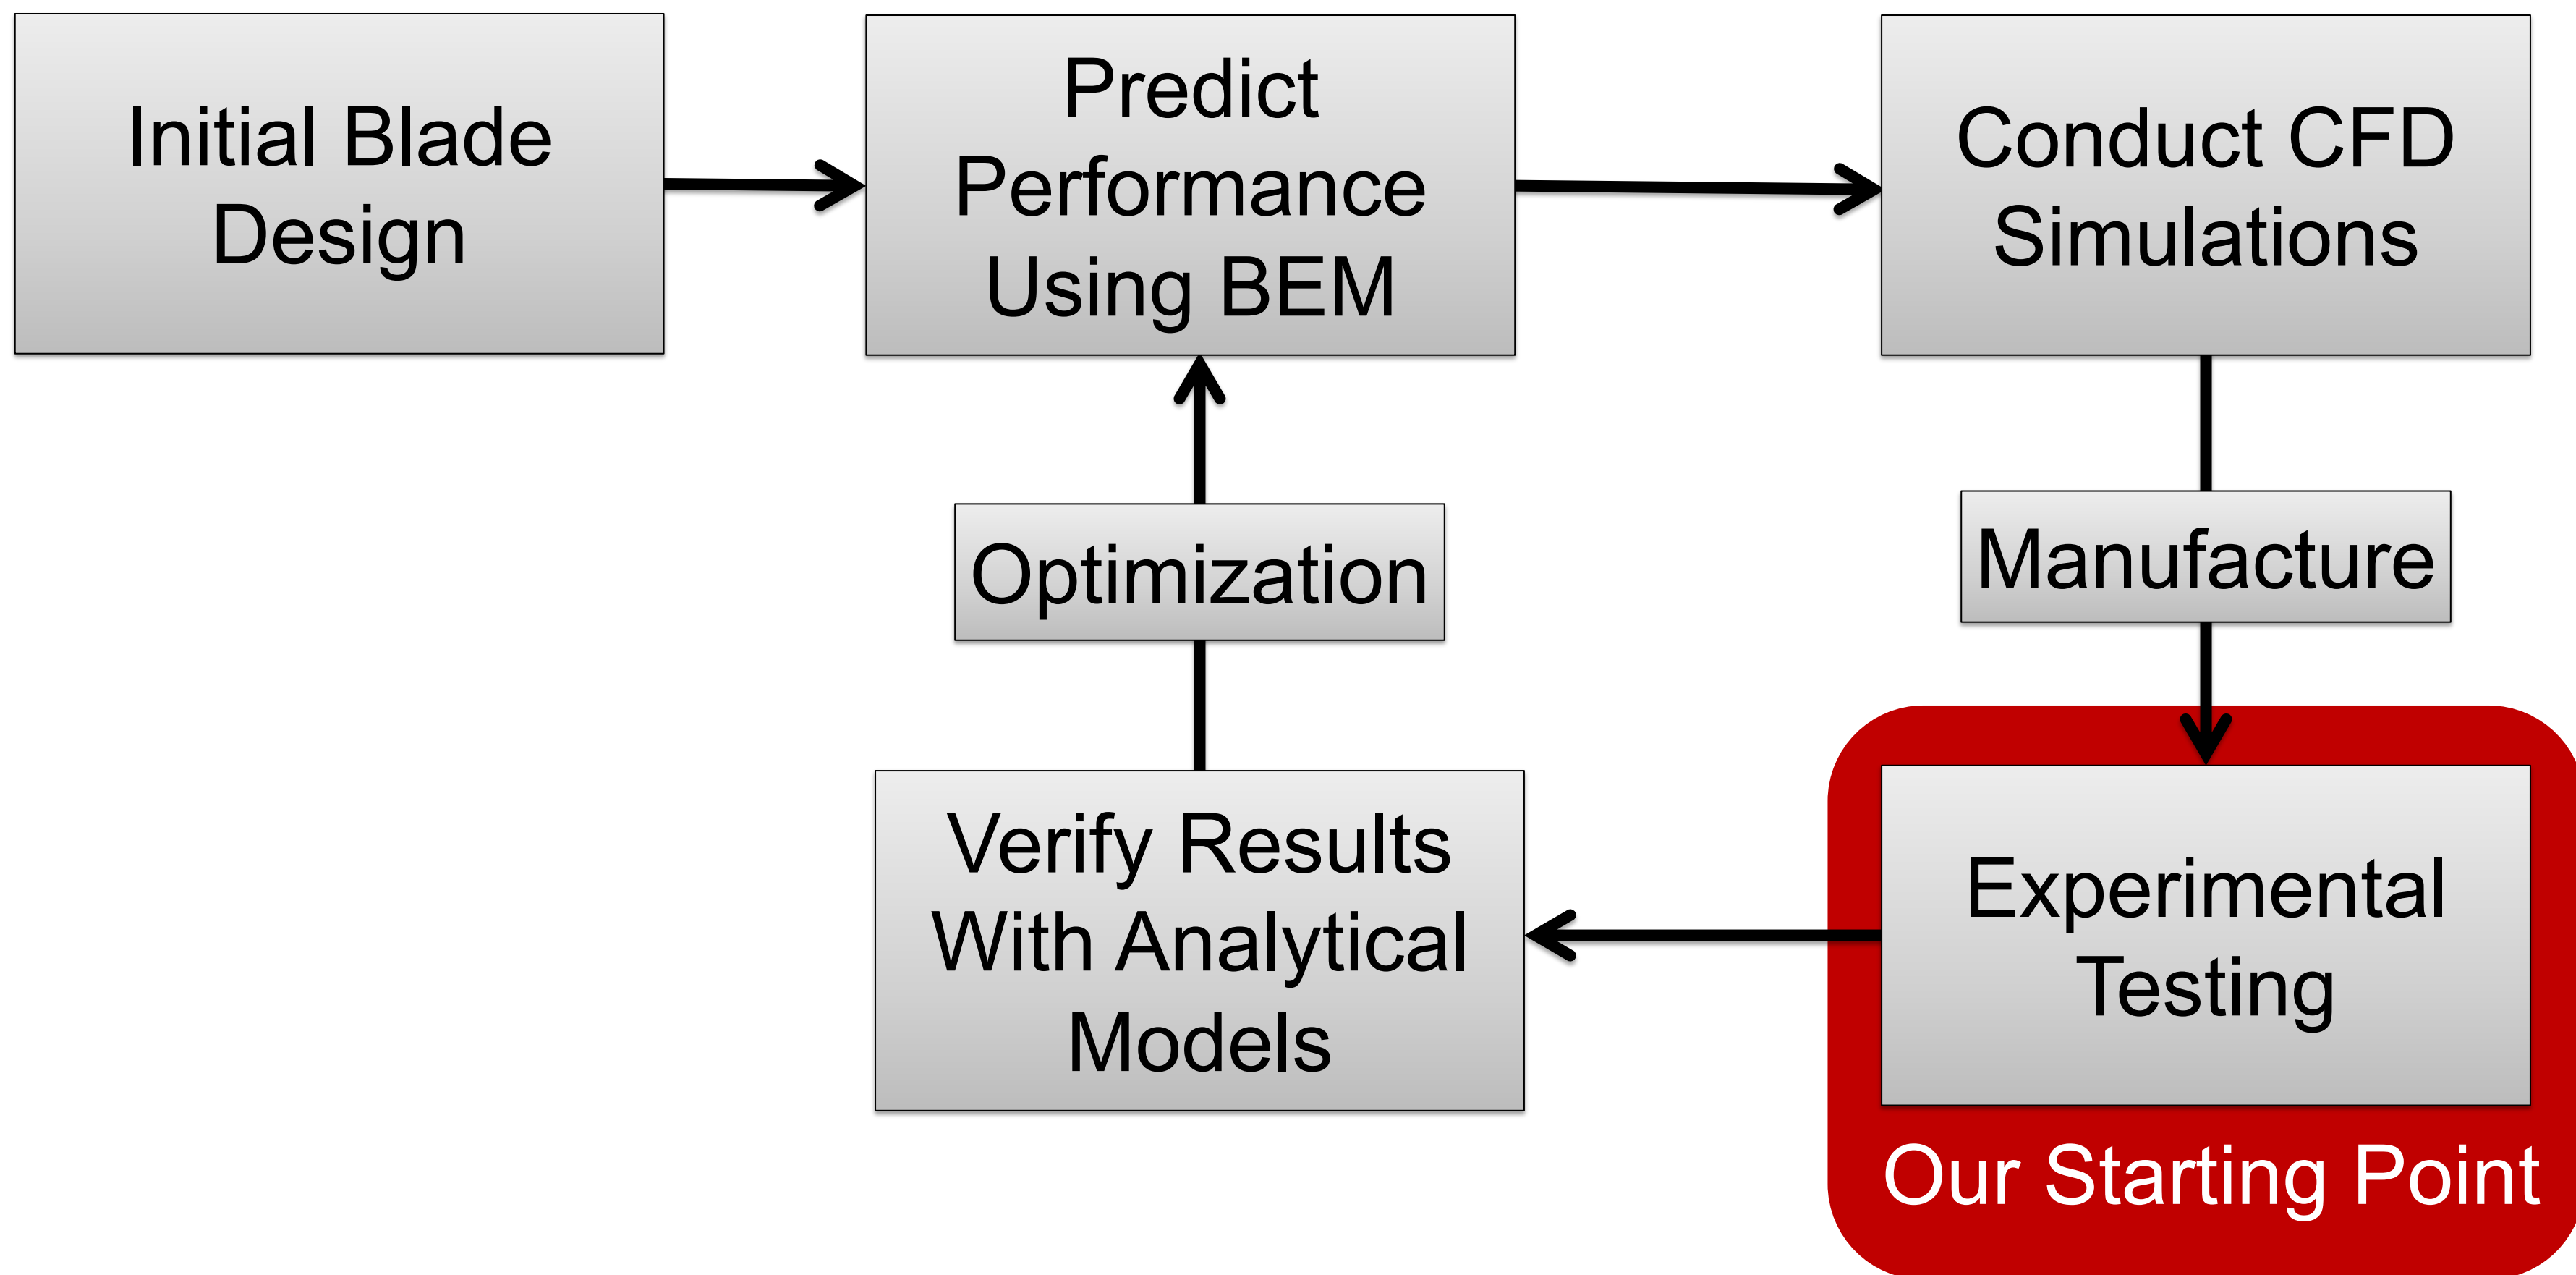 Initial Blade
Design
Predict
Performance
Using BEM
Conduct CFD
Simulations
Optimization
Manufacture
Verify Results
With Analytical
Models
Experimental
Testing
Our Starting Point